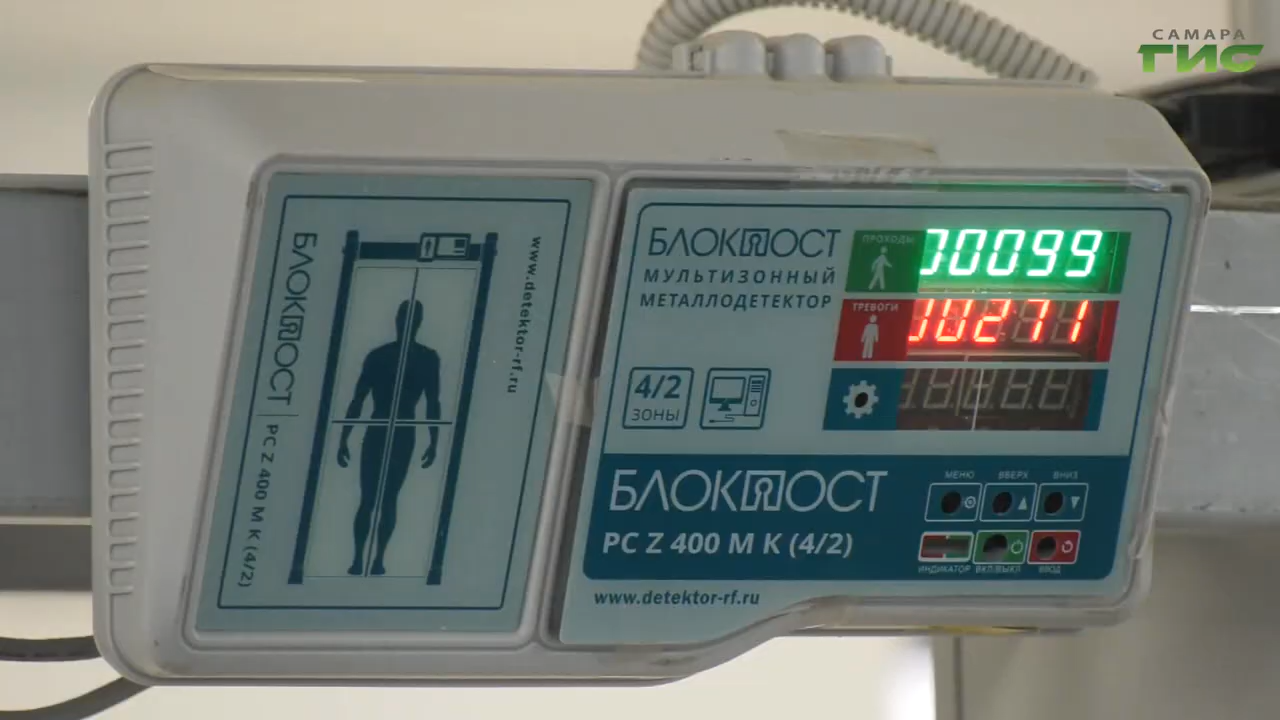 САМАРА
ГИС
БЛОКПОСТ
PC Z 400 M K (4/2)
www.detektor-rf.ru
БЛОКПОСТ
МУЛЬТИЗОННЫЙ
МЕТАЛЛОДЕТЕКТОР
4/2
ЗОНЫ
ПРОХОДЫ
00099
ТРЕВОГИ
00271
БЛОКПОСТ
PC Z 400 M K (4/2)
МЕНЮ ВВЕРХ ВНИЗ
ИНДИКАТОР ВКЛ/ВЫКЛ ВВОД
www.detektor-rf.ru